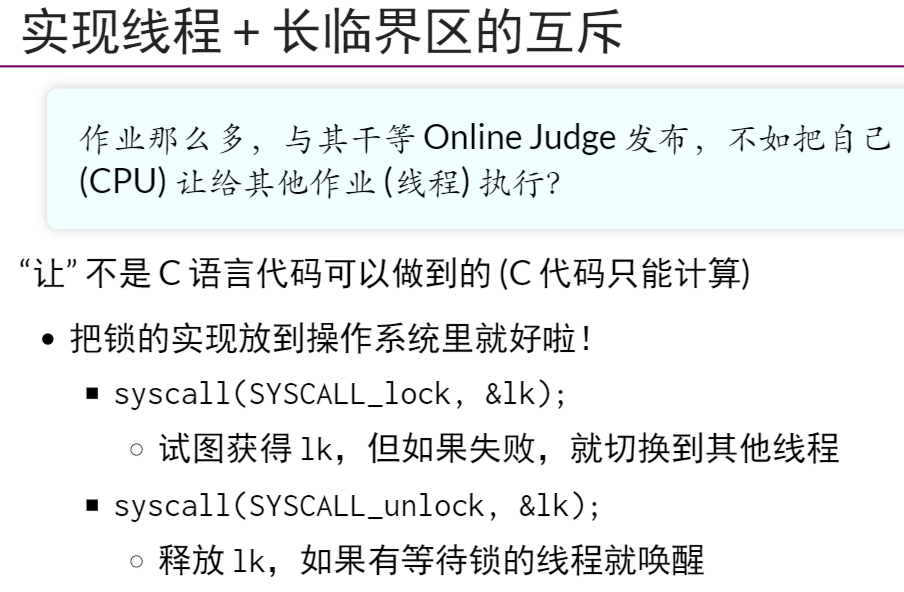 实现线程 + 长临界区的互斥
作业那么多，与其干等 Online Judge 发布，不如把自己
(CPU) 让给其他作业 (线程) 执行？
“让” 不是 C 语言代码可以做到的 (C 代码只能计算)
• 把锁的实现放到操作系统里就好啦！
▪ syscall(SYSCALL_lock, &lk);
◦ 试图获得 lk，但如果失败，就切换到其他线程
▪ syscall(SYSCALL_unlock, &lk);
◦ 释放 lk，如果有等待锁的线程就唤醒